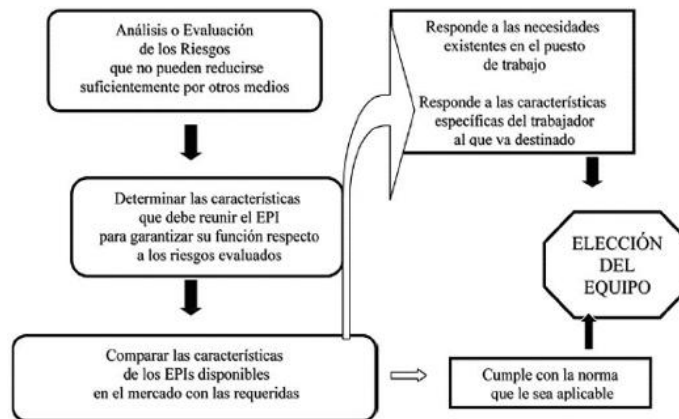 Análisis o Evaluación
de los Riesgos
que no pueden reducirse
suficientemente por otros medios
Determinar las características
que debe reunir el EPI
para garantizar su función respecto
a los riesgos evaluados
Comparar las características
de los EPIs disponibles
en el mercado con las requeridas
Responde a las necesidades
existentes en el puesto
de trabajo
Responde a las características
específicas del trabajador
al que va destinado
ELECCIÓN
DEL
EQUIPO
Cumple con la norma
que le sea aplicable